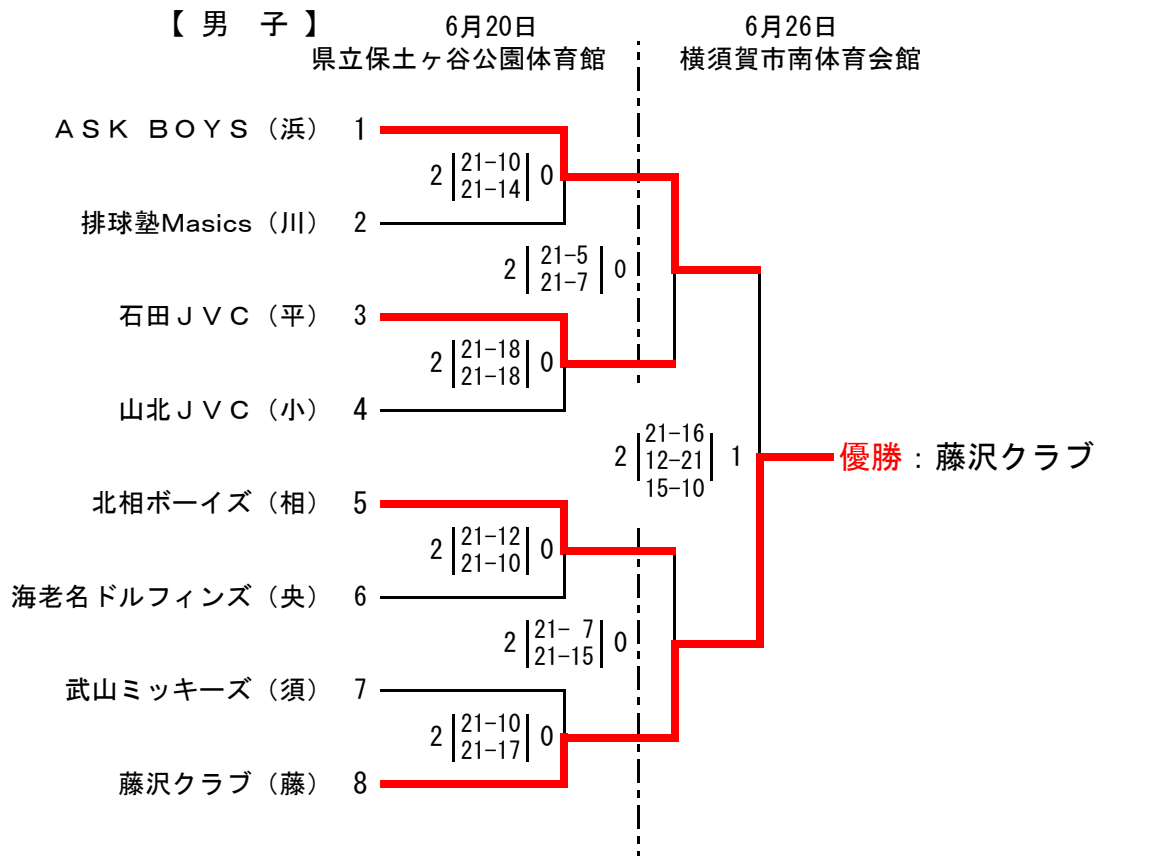 【 男　子 】
6月20日
6月26日
県立保土ヶ谷公園体育館
横須賀市南体育会館
ＡＳＫ ＢＯＹＳ（浜） 1
2 21-10 0
21-14
排球塾Masics（川） 2
2 21-5 0
21-7
石田ＪＶＣ（平） 3
2 21-18 0
21-18
山北ＪＶＣ（小） 4
21-16
2 12-21 1
15-10
優勝：藤沢クラブ
北相ボーイズ（相） 5
2 21-12 0
21-10
海老名ドルフィンズ（央） 6
2 21- 7 0
21-15
武山ミッキーズ（須） 7
2 21-10 0
21-17
藤沢クラブ（藤） 8